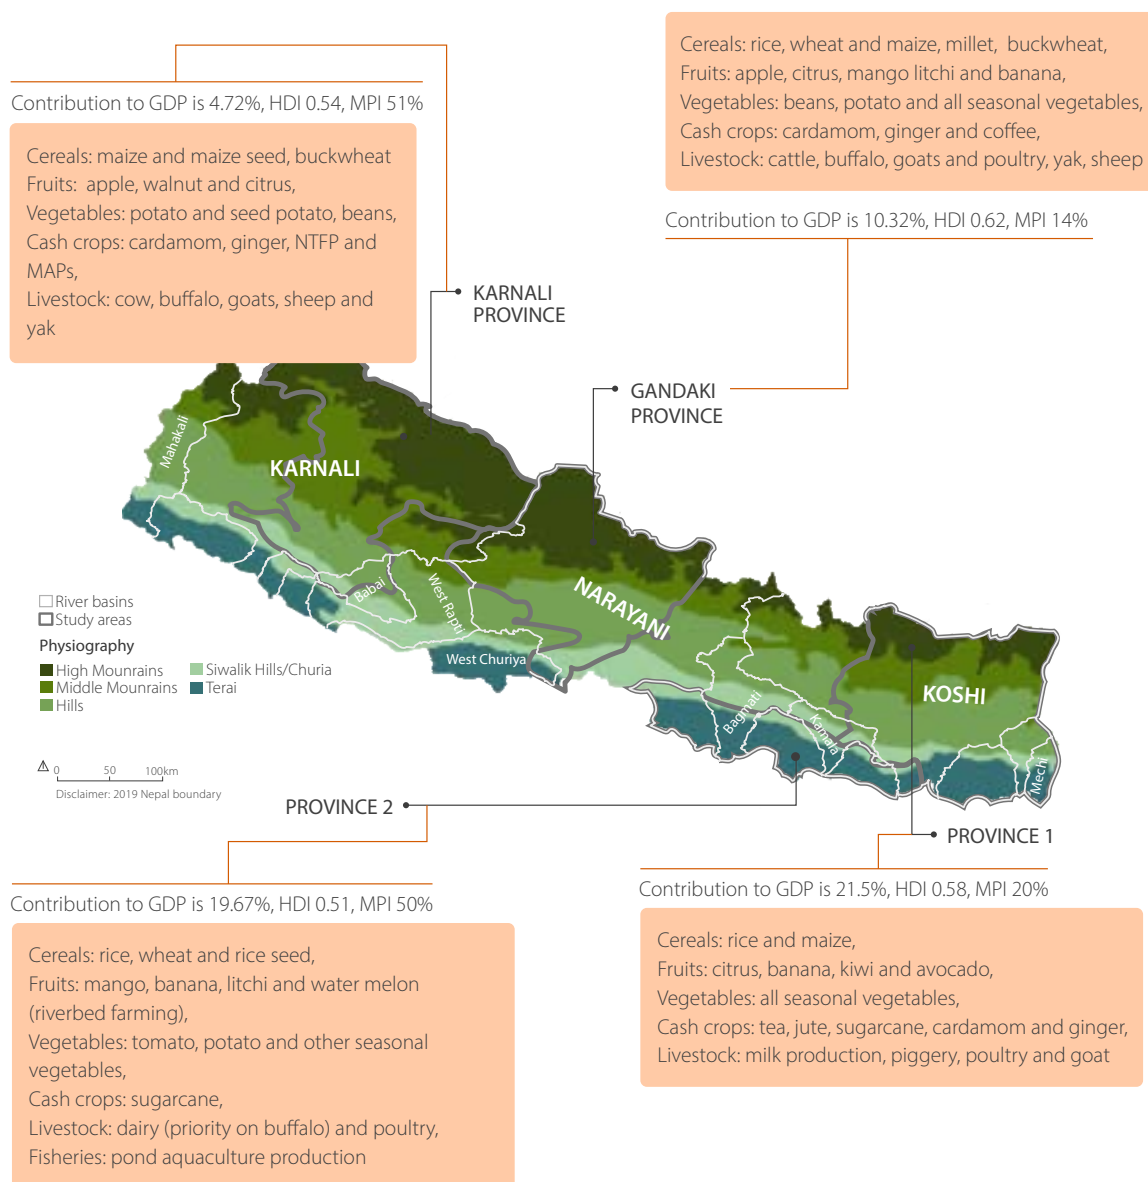 Contribution to GDP is 4.72%, HDI 0.54, MPI 51%
Cereals: maize and maize seed, buckwheat
Fruits: apple, walnut and citrus,
Vegetables: potato and seed potato, beans,
Cash crops: cardamom, ginger, NTFP and
MAPs,
Livestock: cow, buffalo, goats, sheep and
yak
Cereals: rice, wheat and maize, millet, buckwheat,
Fruits: apple, citrus, mango litchi and banana,
Vegetables: beans, potato and all seasonal vegetables,
Cash crops: cardamom, ginger and coffee,
Livestock: cattle, buffalo, goats and poultry, yak, sheep
Contribution to GDP is 10.32%, HDI 0.62, MPI 14%
KARNALI
PROVINCE
GANDAKI
PROVINCE
Mahakali
KARNALI
Babai
West Rapti
NARAYANI
West Churiya
Bagmati
Kamala
KOSHI
Mechi
River basins
Study areas
Physiography
High Mounrains
Middle Mounrains
Hills
Siwalik Hills/Churia
Terai
0 50 100km
Disclaimer: 2019 Nepal boundary
PROVINCE 2
PROVINCE 1
Contribution to GDP is 19.67%, HDI 0.51, MPI 50%
Cereals: rice, wheat and rice seed,
Fruits: mango, banana, litchi and water melon
(riverbed farming),
Vegetables: tomato, potato and other seasonal
vegetables,
Cash crops: sugarcane,
Livestock: dairy (priority on buffalo) and poultry,
Fisheries: pond aquaculture production
Contribution to GDP is 21.5%, HDI 0.58, MPI 20%
Cereals: rice and maize,
Fruits: citrus, banana, kiwi and avocado,
Vegetables: all seasonal vegetables,
Cash crops: tea, jute, sugarcane, cardamom and ginger,
Livestock: milk production, piggery, poultry and goat